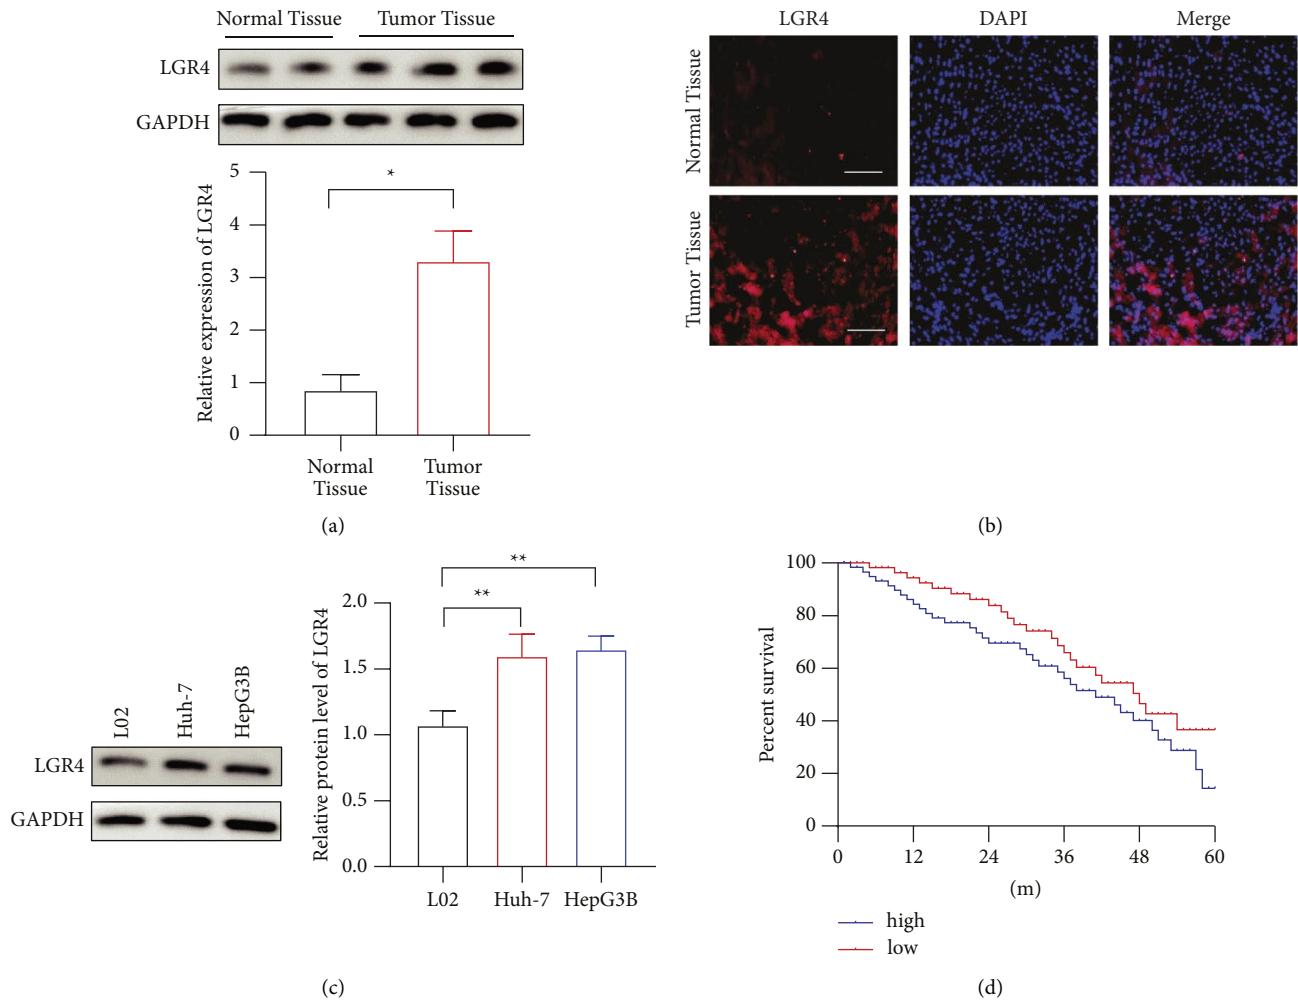 Normal Tissue Tumor Tissue
LGR4
GAPDH
Relative expression of LGR4
5
4
3
2
1
0
*
Normal Tissue
Tumor Tissue
(a)
LGR4 DAPI Merge
Normal Tissue
Tumor Tissue
(b)
L02 Huh-7 HepG3B
LGR4
GAPDH
Relative protein level of LGR4
2.0
1.5
1.0
0.5
0.0
**
**
L02 Huh-7 HepG3B
(c)
Percent survival
100
80
60
40
20
0
0 12 24 36 48 60
(m)
high
low
(d)